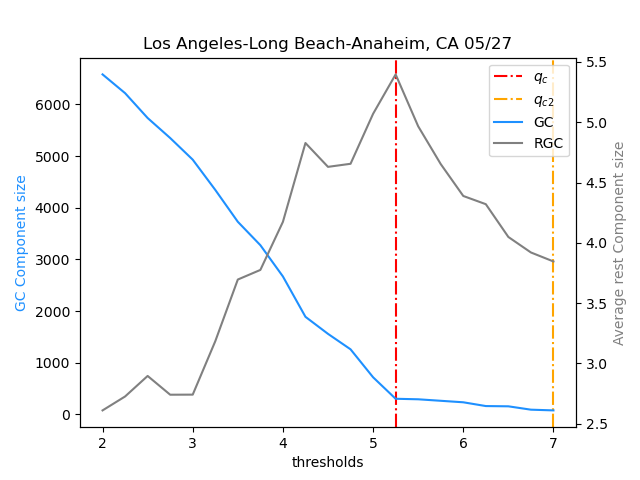 Los Angeles-Long Beach-Anaheim, CA 05/27
GC Component size
6000
5000
4000
3000
2000
1000
0
2 3 4 5 6 7
thresholds
5.5
5.0
4.5
4.0
3.5
3.0
2.5
Average rest Component size
q_c
q_c2
GC
RGC